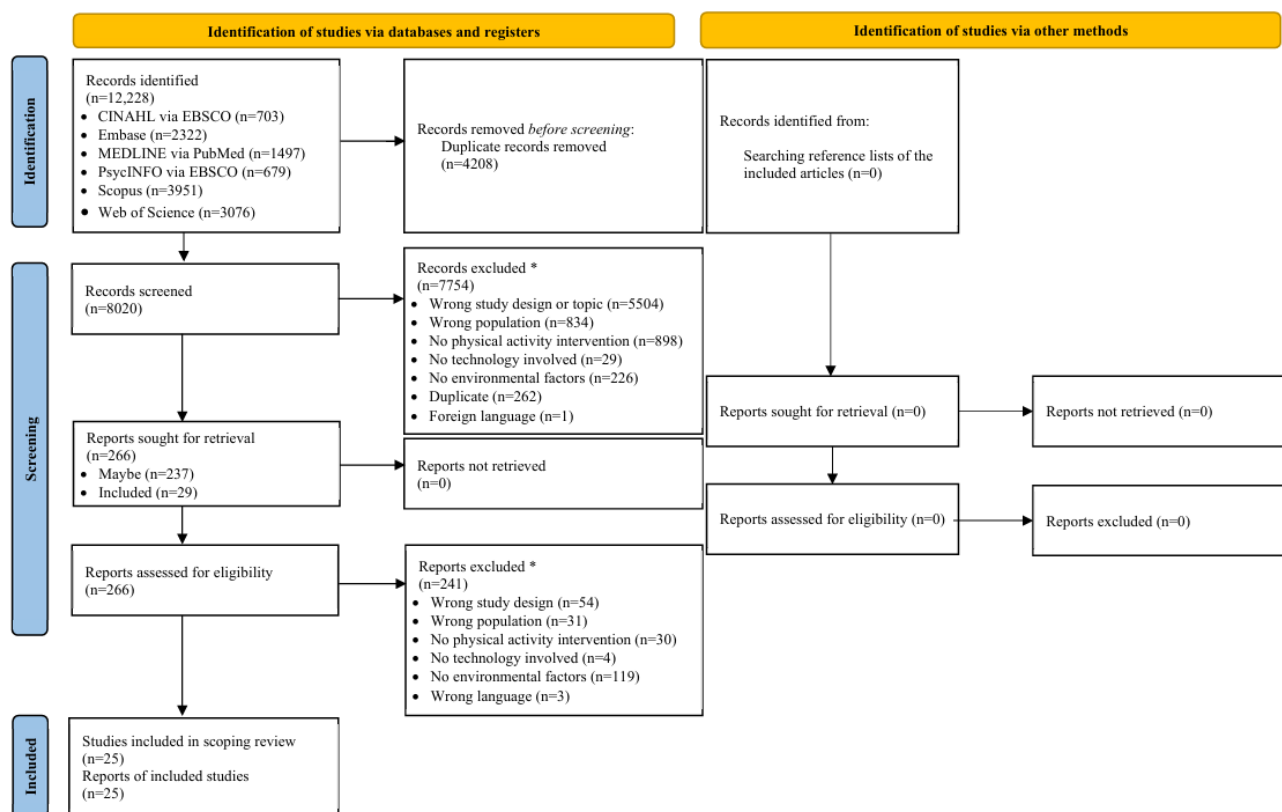 Identification of studies via databases and registers
Identification of studies via other methods
Identification
Records identified
(n=12,228)
• CINAHL via EBSCO (n=703)
• Embase (n=2322)
• MEDLINE via PubMed (n=1497)
• PsycINFO via EBSCO (n=679)
• Scopus (n=3951)
• Web of Science (n=3076)
Records removed before screening:
Duplicate records removed
(n=4208)
Records identified from:
Searching reference lists of the
included articles (n=0)
Screening
Records screened
(n=8020)
Records excluded *
(n=7754)
• Wrong study design or topic (n=5504)
• Wrong population (n=834)
• No physical activity intervention (n=898)
• No technology involved (n=29)
• No environmental factors (n=226)
• Duplicate (n=262)
• Foreign language (n=1)
Reports sought for retrieval
(n=266)
• Maybe (n=237)
• Included (n=29)
Reports not retrieved
(n=0)
Reports sought for retrieval (n=0)
Reports not retrieved (n=0)
Reports assessed for eligibility
(n=266)
Reports excluded *
(n=241)
• Wrong study design (n=54)
• Wrong population (n=31)
• No physical activity intervention (n=30)
• No technology involved (n=4)
• No environmental factors (n=119)
• Wrong language (n=3)
Reports assessed for eligibility (n=0)
Reports excluded (n=0)
Included
Studies included in scoping review
(n=25)
Reports of included studies
(n=25)